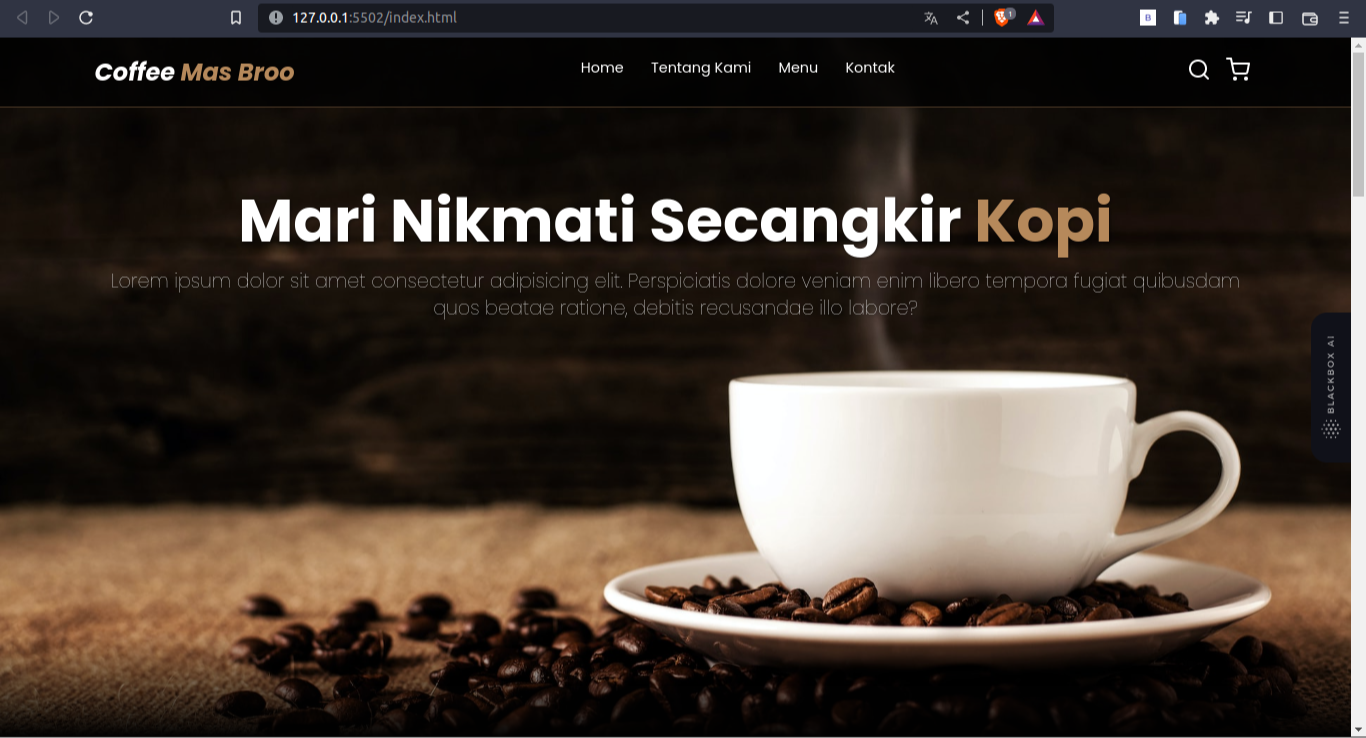 127.0.0.1:5502/index.html
1
B
Coffee Mas Broo
Home Tentang Kami Menu Kontak
Mari Nikmati Secangkir Kopi
Lorem ipsum dolor sit amet consectetur adipisicing elit. Perspiciatis dolore veniam enim libero tempora fugiat quibusdam
quos beatae ratione, debitis recusandae illo labore?
BLACKBOX AI